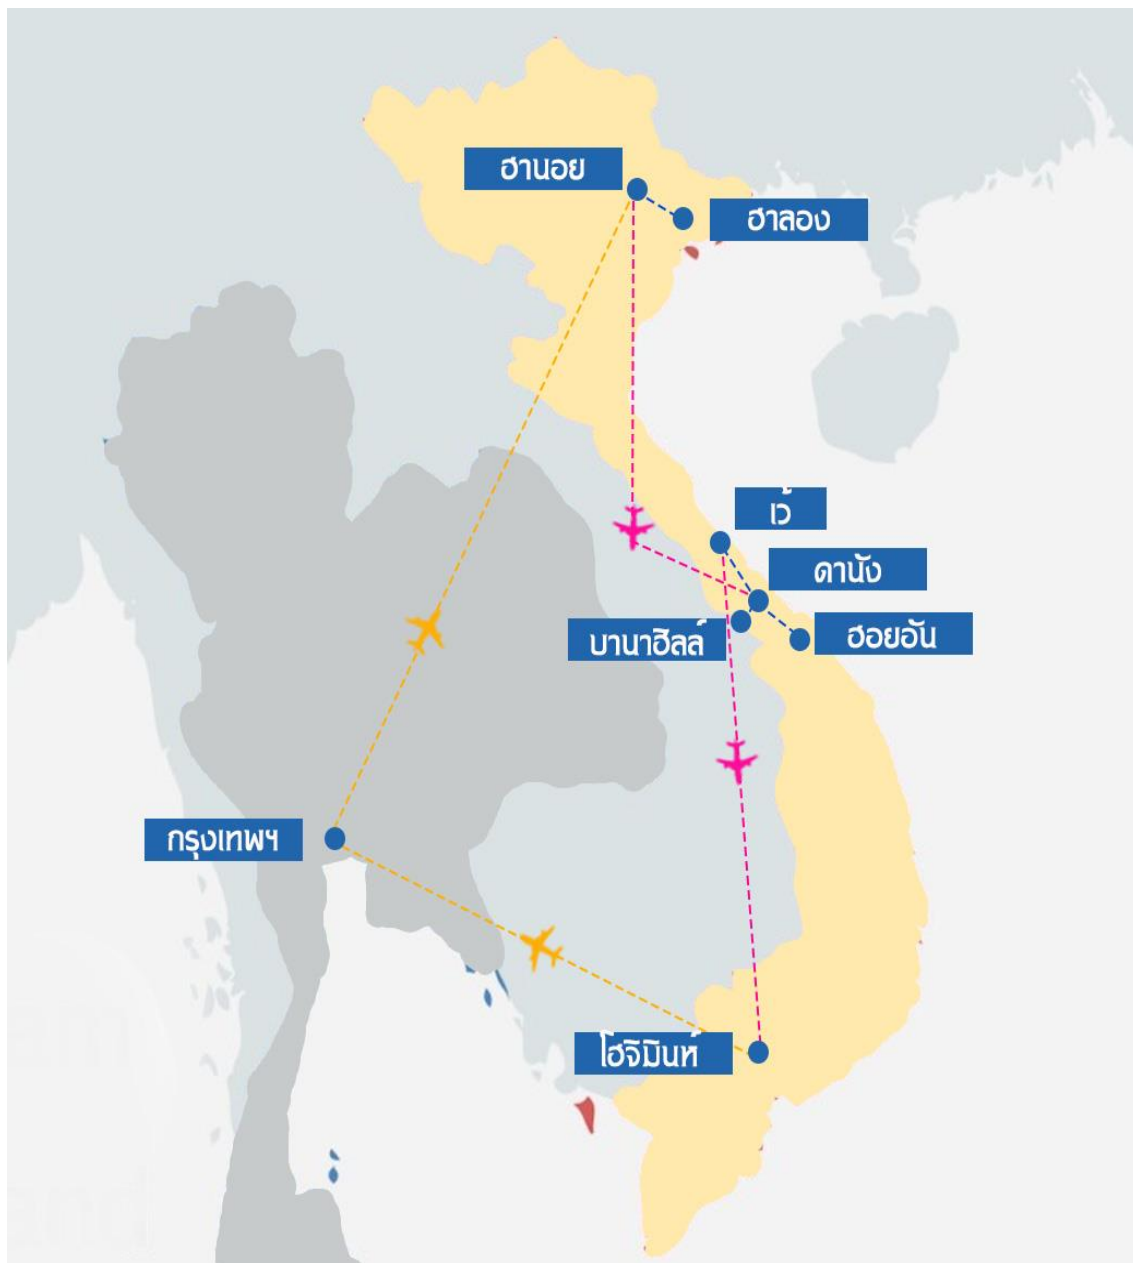 ฮานอย
ฮาลอง
เว้
ดานัง
ฮอยอัน
บานาฮิลล์
กรุงเทพฯ
โฮจิมินห์